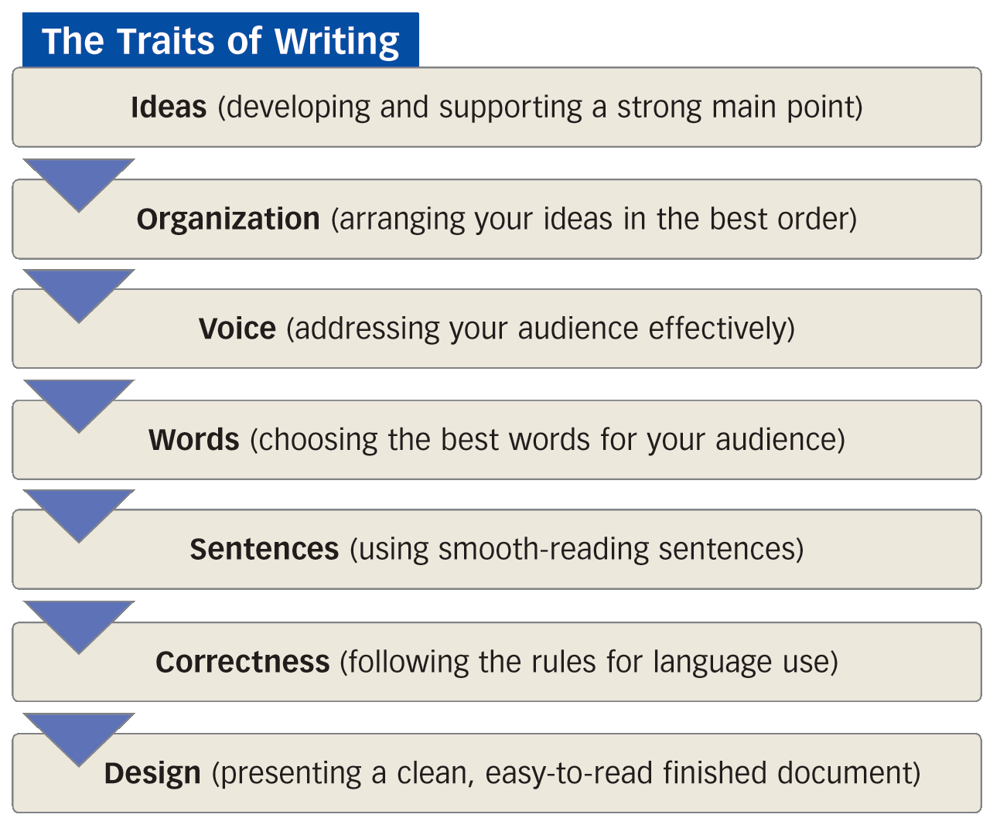 The Traits of Writing
Ideas (developing and supporting a strong main point)
Organization (arranging your ideas in the best order)
Voice (addressing your audience effectively)
Words (choosing the best words for your audience)
Sentences (using smooth-reading sentences)
Correctness (following the rules for language use)
Design (presenting a clean, easy-to-read finished document)